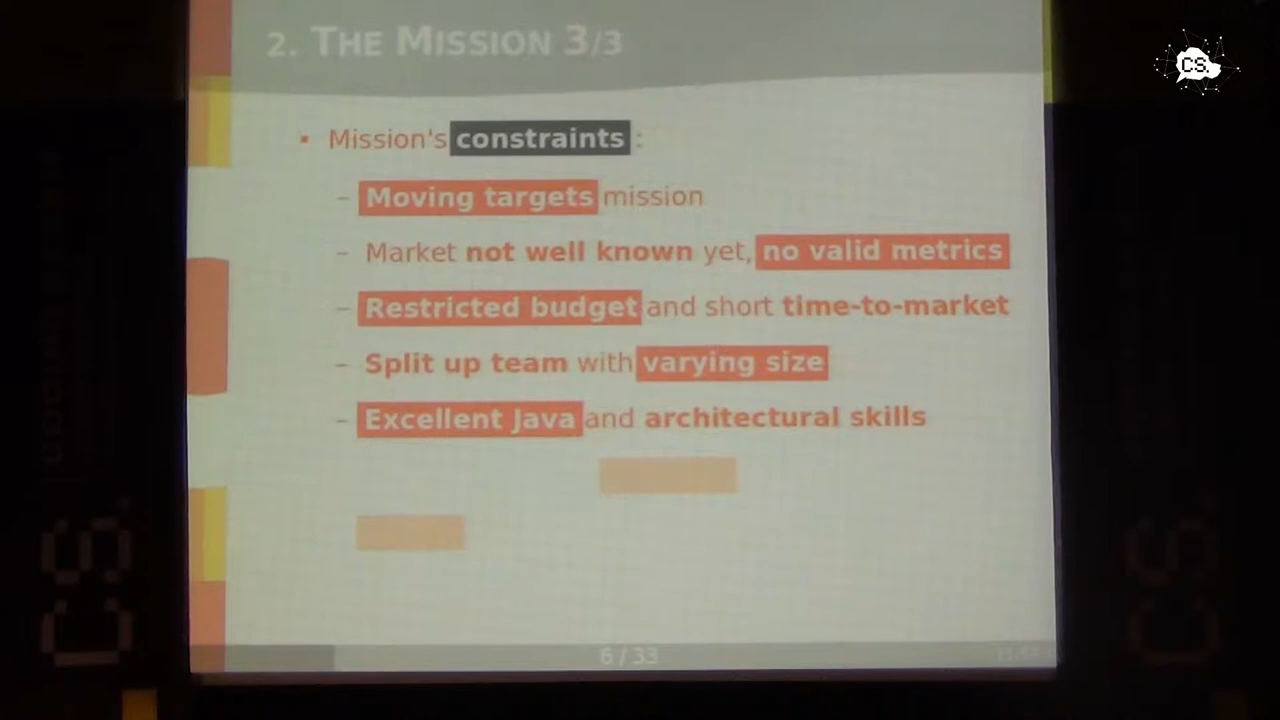 2. THE MISSION 3/3
CS.
▪ Mission's constraints :
– Moving targets mission
– Market not well known yet, no valid metrics
– Restricted budget and short time-to-market
– Split up team with varying size
– Excellent Java and architectural skills
6 / 33
CS.
CS.